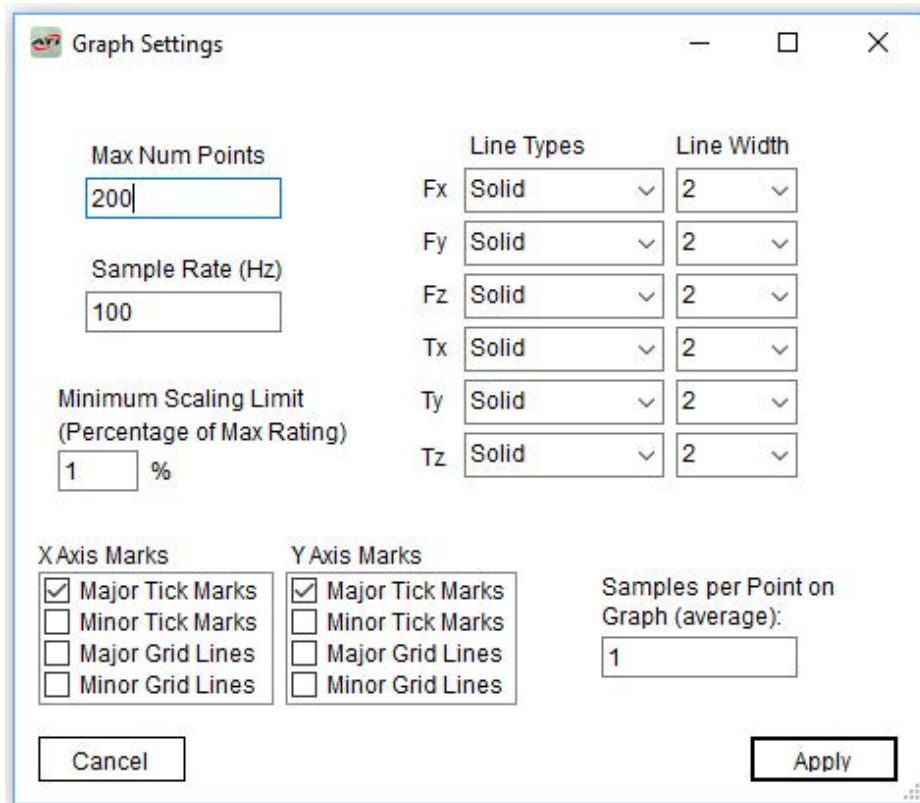 ATI Graph Settings
Max Num Points
200
Sample Rate (Hz)
100
Minimum Scaling Limit
(Percentage of Max Rating)
1 %
Line Types Line Width
Fx Solid 2
Fy Solid 2
Fz Solid 2
Tx Solid 2
Ty Solid 2
Tz Solid 2
X Axis Marks
Major Tick Marks
Minor Tick Marks
Major Grid Lines
Minor Grid Lines
Y Axis Marks
Major Tick Marks
Minor Tick Marks
Major Grid Lines
Minor Grid Lines
Samples per Point on
Graph (average):
1
Cancel
Apply